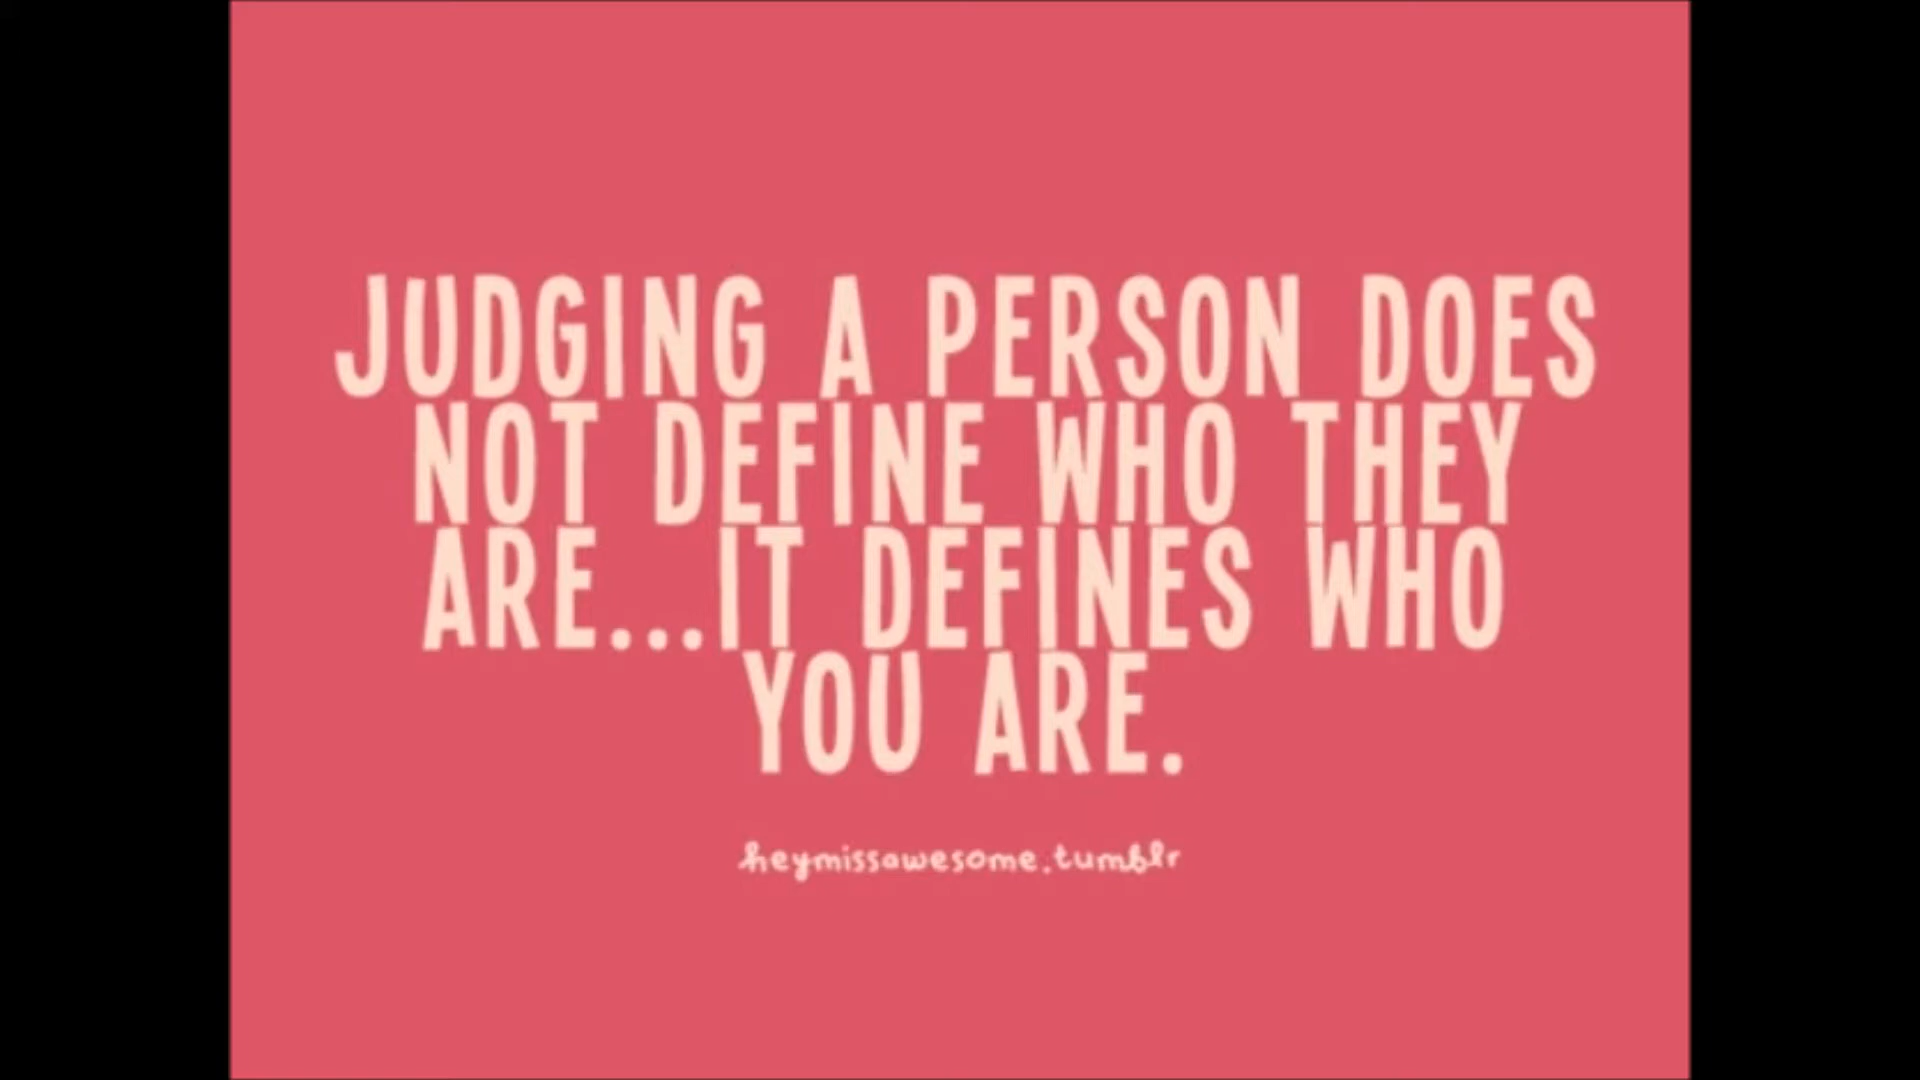 JUDGING A PERSON DOES
NOT DEFINE WHO THEY
ARE...IT DEFINES WHO
YOU ARE.
heymissawesome.tumblr